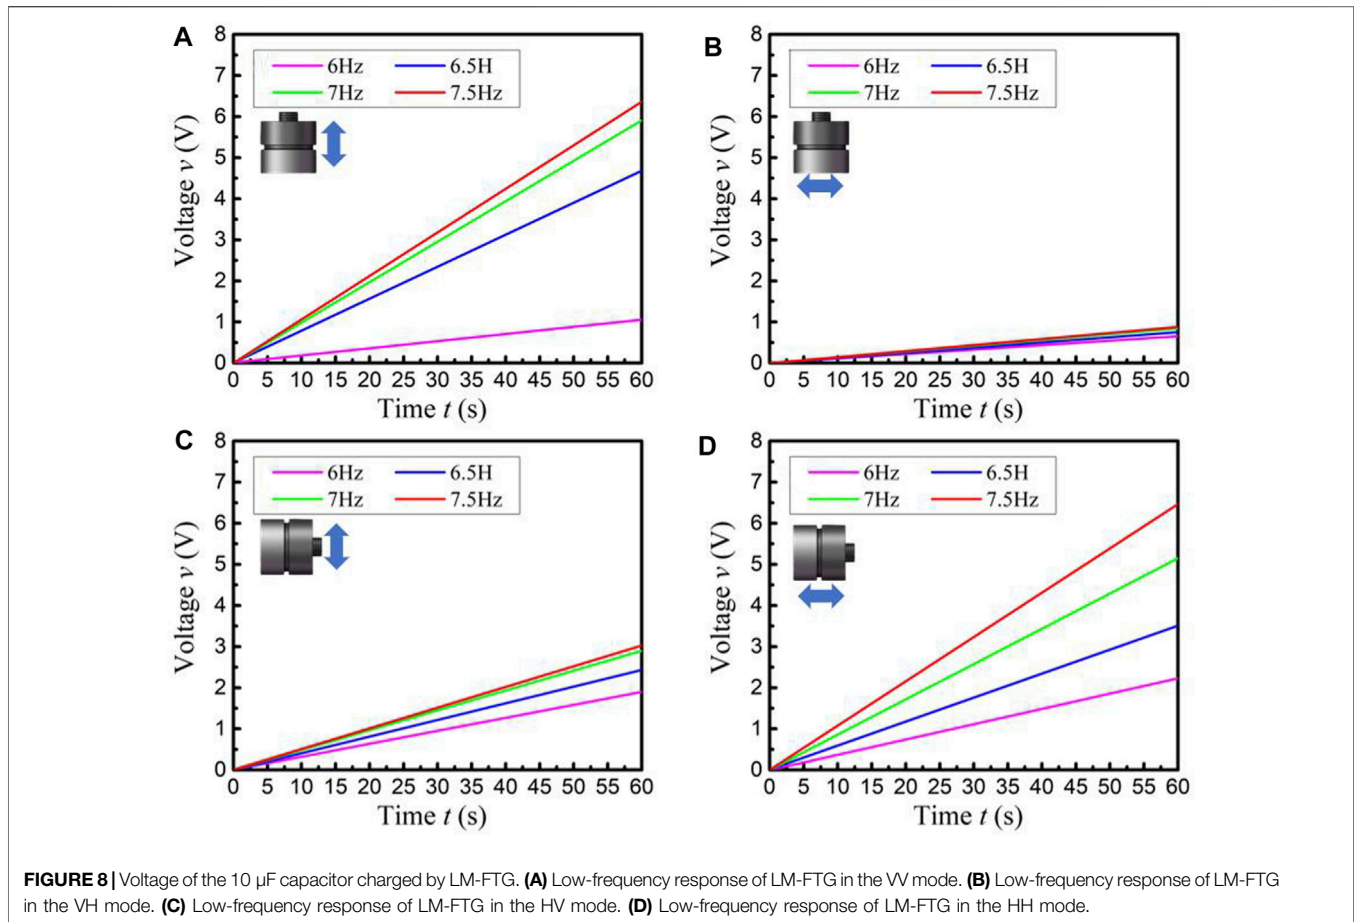 A
8
7
6
5
4
3
2
1
0
Voltage v (V)
6Hz 6.5H
7Hz 7.5Hz
0 5 10 15 20 25 30 35 40 45 50 55 60
Time t (s)
B
8
7
6
5
4
3
2
1
0
Voltage v (V)
6Hz 6.5H
7Hz 7.5Hz
0 5 10 15 20 25 30 35 40 45 50 55 60
Time t (s)
C
8
7
6
5
4
3
2
1
0
Voltage v (V)
6Hz 6.5H
7Hz 7.5Hz
0 5 10 15 20 25 30 35 40 45 50 55 60
Time t (s)
D
8
7
6
5
4
3
2
1
0
Voltage v (V)
6Hz 6.5H
7Hz 7.5Hz
0 5 10 15 20 25 30 35 40 45 50 55 60
Time t (s)
FIGURE 8 | Voltage of the 10 μF capacitor charged by LM-FTG. (A) Low-frequency response of LM-FTG in the VV mode. (B) Low-frequency response of LM-FTG
in the VH mode. (C) Low-frequency response of LM-FTG in the HV mode. (D) Low-frequency response of LM-FTG in the HH mode.